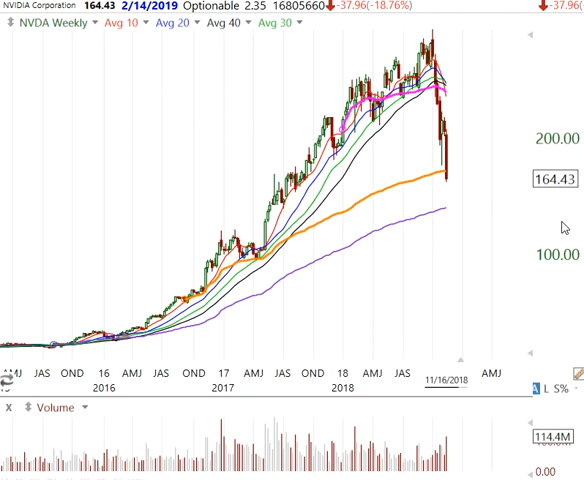 NVIDIA Corporation 164.43 2/14/2019 Optionable 2.35 16805660 -37.96(-18.76%) -37.96(
NVDA Weekly Avg 10 Avg 20 Avg 40 Avg 30
200.00
164.43
100.00
AMJ JAS OND 16 AMJ JAS OND 17 AMJ JAS OND 18 AMJ JAS 11/16/2018 AMJ
2016 2017 2018
A L S%
X Volume
114.4M